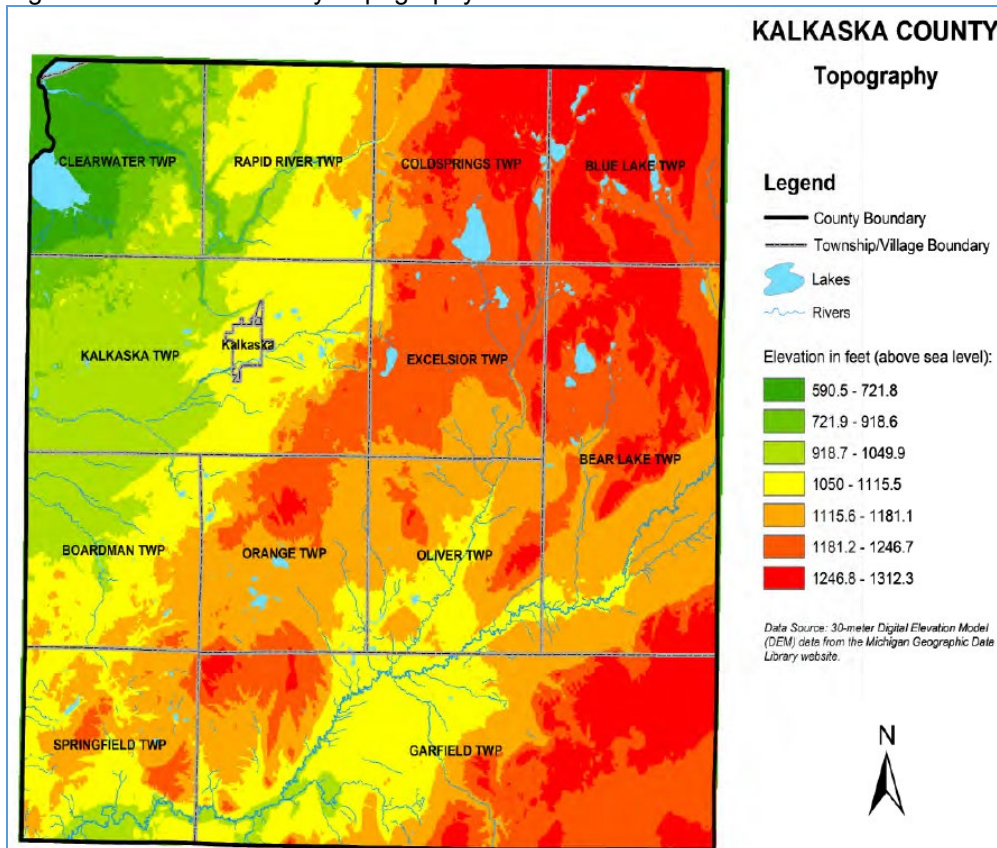 KALKASKA COUNTY
Topography
CLEARWATER TWP
RAPID RIVER TWP
COLDSPRINGS TWP
BLUE LAKE TWP
KALKASKA TWP
Kalkaska
EXCELSIOR TWP
BEAR LAKE TWP
BOARDMAN TWP
ORANGE TWP
OLIVER TWP
SPRINGFIELD TWP
GARFIELD TWP
Legend
County Boundary
Township/Village Boundary
Lakes
Rivers
Elevation in feet (above sea level):
590.5 - 721.8
721.9 - 918.6
918.7 - 1049.9
1050 - 1115.5
1115.6 - 1181.1
1181.2 - 1246.7
1246.8 - 1312.3
Data Source: 30-meter Digital Elevation Model
(DEM) data from the Michigan Geographic Data
Library website.
N